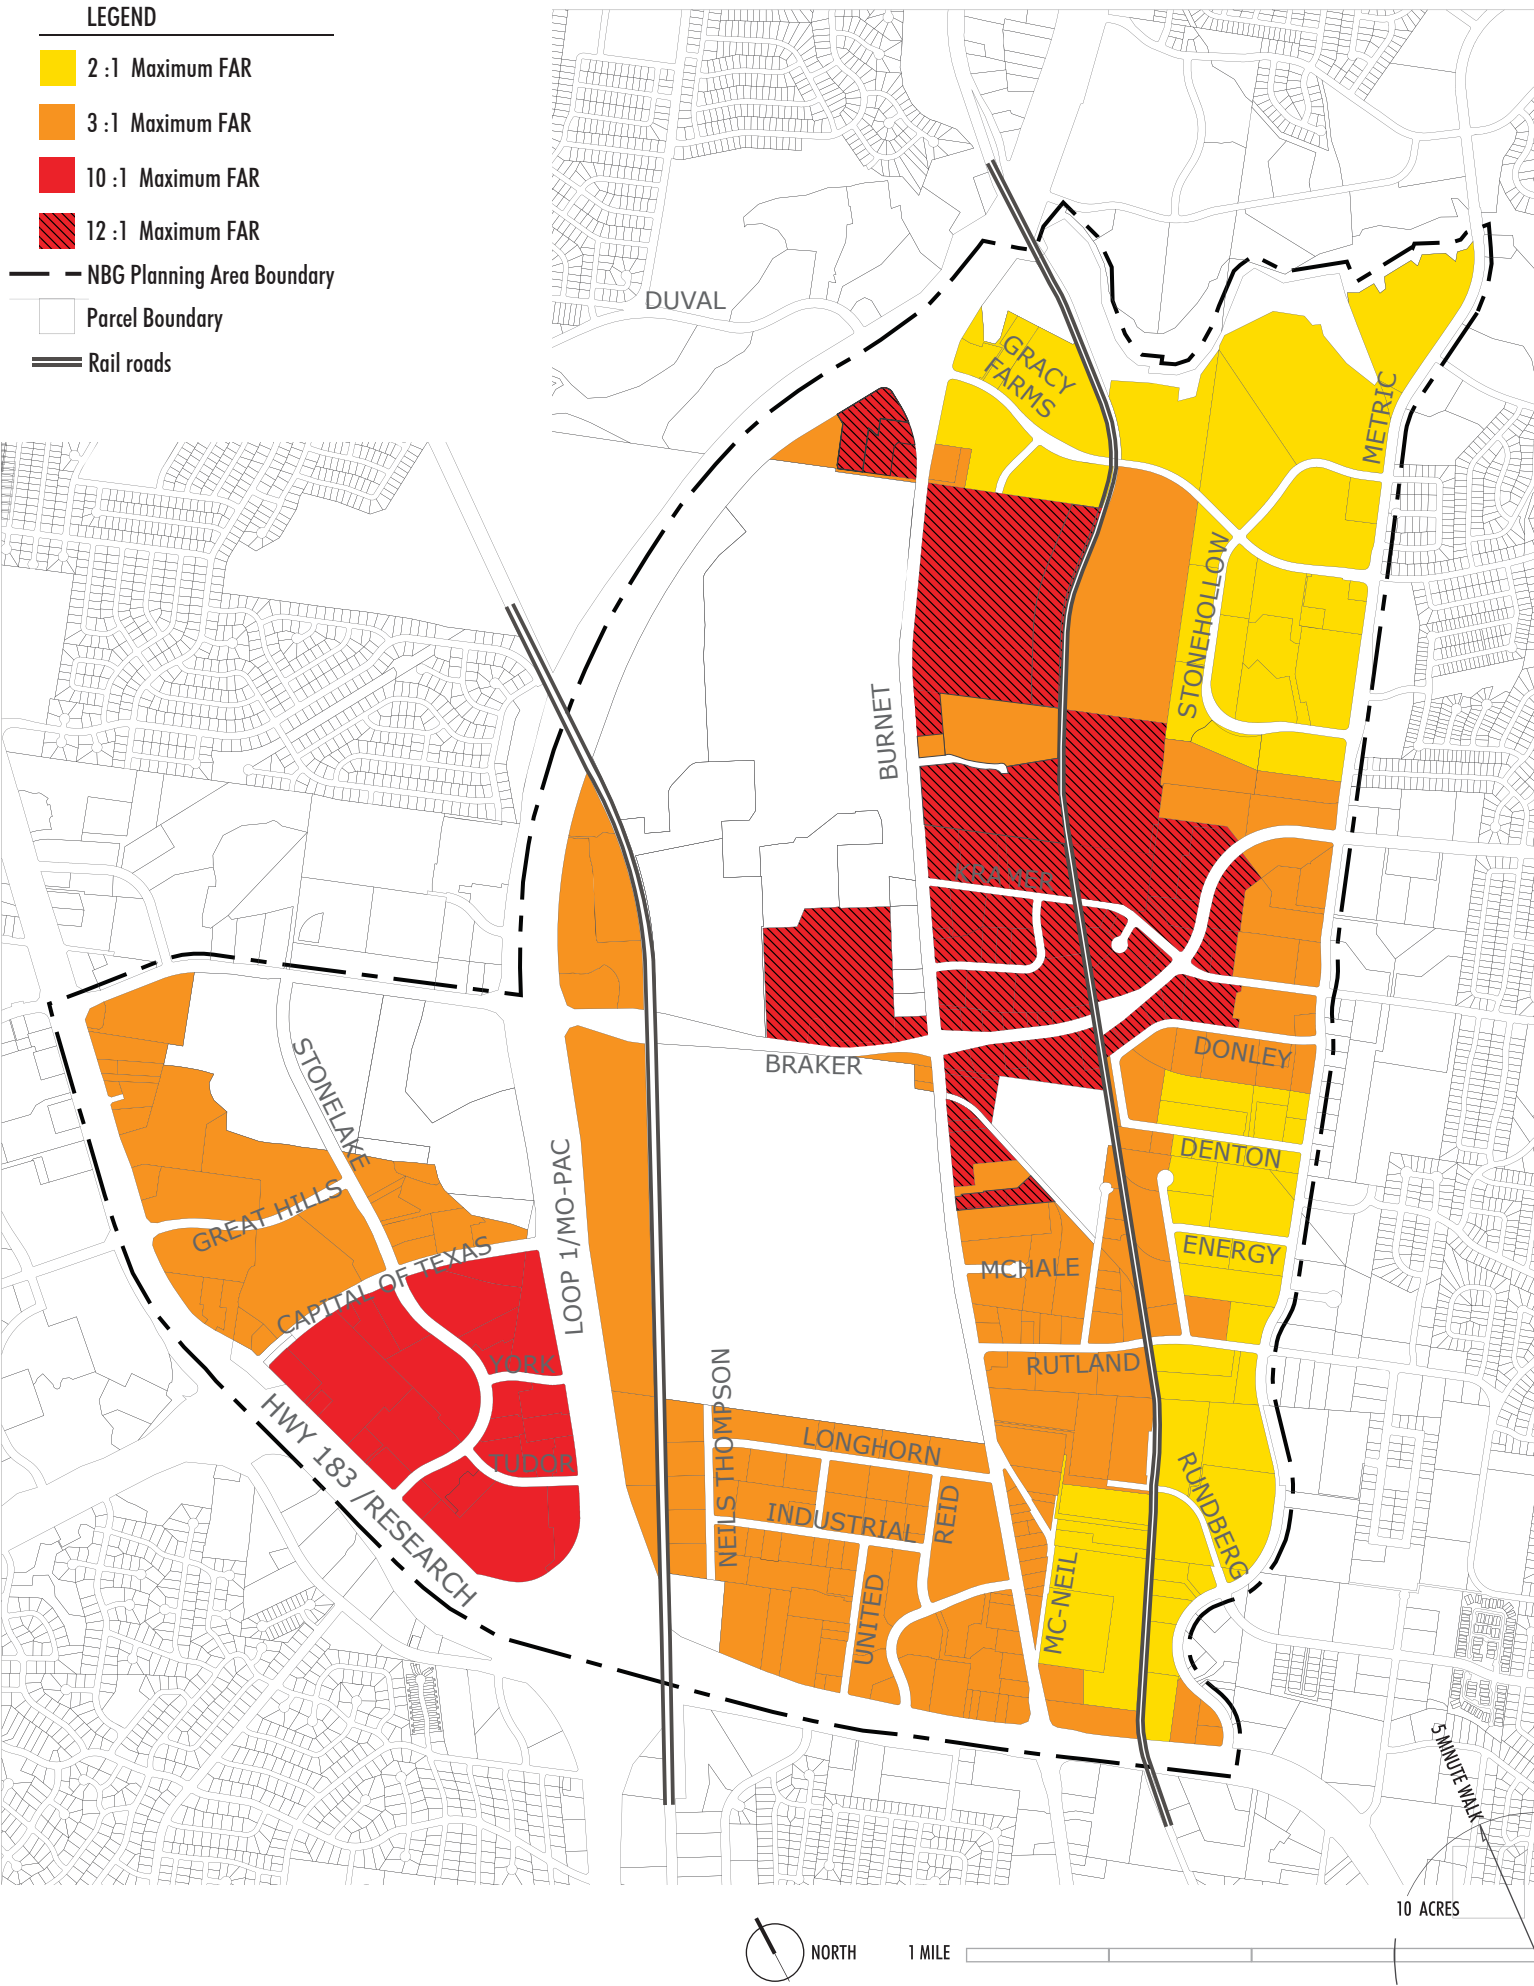 LEGEND
2 :1 Maximum FAR
3 :1 Maximum FAR
10 :1 Maximum FAR
12 :1 Maximum FAR
NBG Planning Area Boundary
Parcel Boundary
Rail roads
DUVAL
GRACY
FARMS
METRIC
STONEHOLLOW
BURNET
KRAMER
BRAKER
DONLEY
STONELAKE
DENTON
GREAT HILLS
LOOP 1/MO-PAC
ENERGY
CAPITAL OF TEXAS
MCHALE
YORK
RUTLAND
HWY 183 /RESEARCH
TUDOR
NEILS THOMPSON
LONGHORN
INDUSTRIAL
REID
RUNDBERG
UNITED
MC-NEIL
5 MINUTE WALK
10 ACRES
NORTH
1 MILE